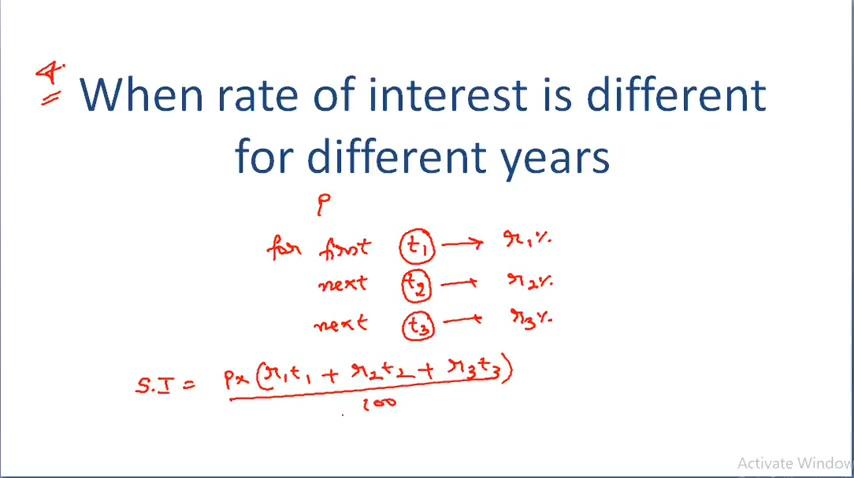 4.
When rate of interest is different
for different years
P
for first t₁ → r₁%
next t₂ → r₂%
next t₃ → r₃%
S.I = P×(r₁t₁ + r₂t₂ + r₃t₃)
100
Activate Window